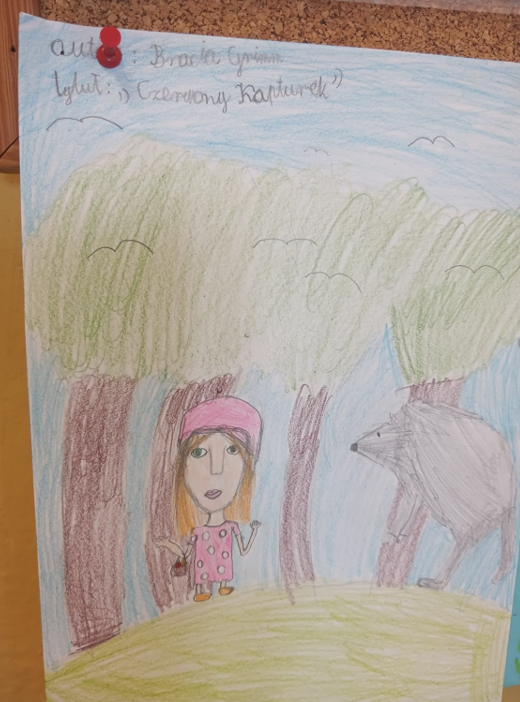 aut : Bracia Grimm
tytuł: „Czerwony Kapturek”